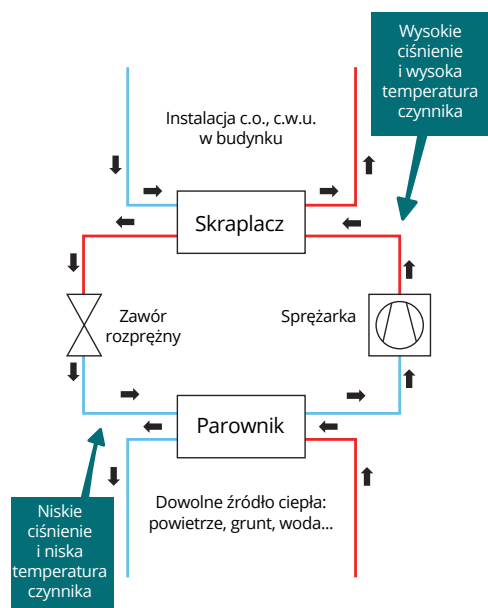 Wysokie
ciśnienie
i wysoka
temperatura
czynnika
Instalacja c.o., c.w.u.
w budynku
Skraplacz
Zawór
rozprężny
Sprężarka
Parownik
Dowolne źródło ciepła:
powietrze, grunt, woda...
Niskie
ciśnienie
i niska
temperatura
czynnika